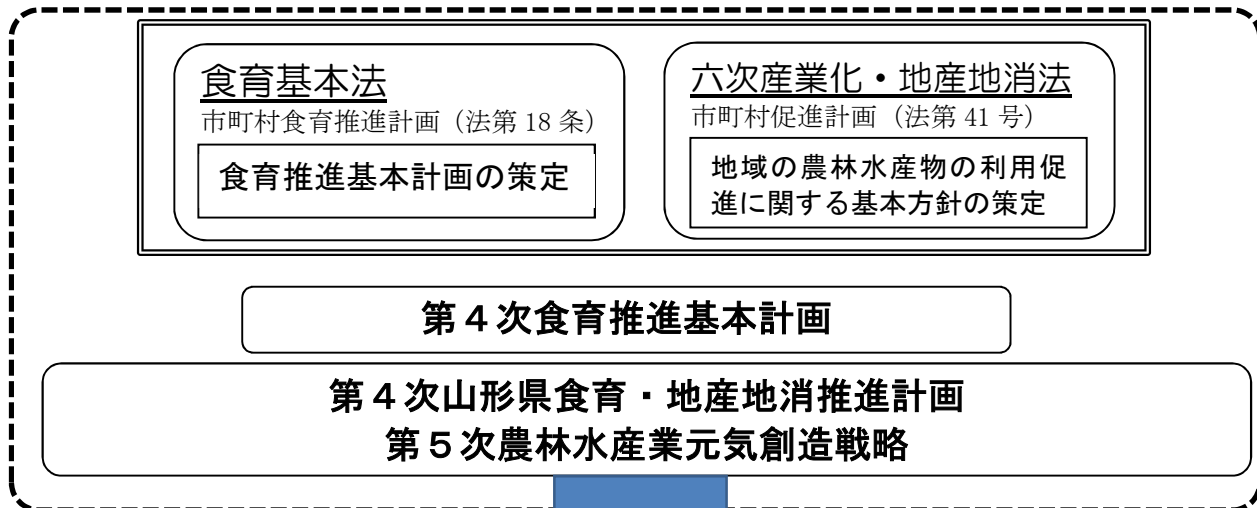 食育基本法
市町村食育推進計画（法第 18 条）
食育推進基本計画の策定
六次産業化・地産地消法
市町村促進計画（法第 41 号）
地域の農林水産物の利用促
進に関する基本方針の策定
第４次食育推進基本計画
第４次山形県食育・地産地消推進計画
第５次農林水産業元気創造戦略